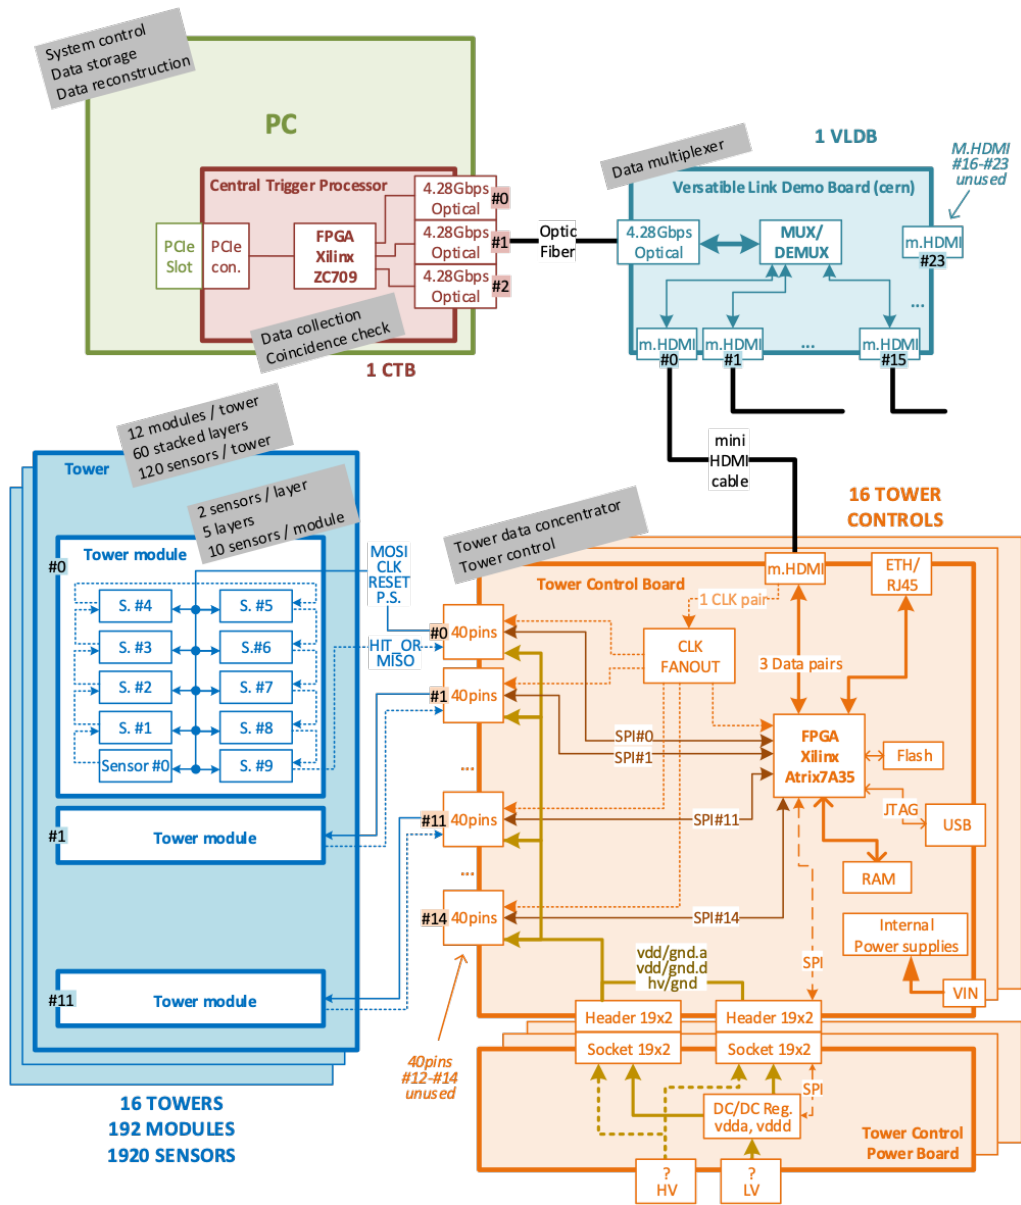 System control
Data storage
Data reconstruction
PC
Central Trigger Processor
PCIe
Slot
PCIe
con.
FPGA
Xilinx
ZC709
4.28Gbps
Optical
#0
4.28Gbps
Optical
#1
4.28Gbps
Optical
#2
Data collection
Coincidence check
1 CTB
Optic
Fiber
1 VLDB
Data multiplexer
Versatible Link Demo Board (cern)
M.HDMI
#16-#23
unused
4.28Gbps
Optical
MUX/
DEMUX
m.HDMI
#23
...
m.HDMI
#0
m.HDMI
#1
...
m.HDMI
#15
mini
HDMI
cable
12 modules / tower
60 stacked layers
120 sensors / tower
Tower
2 sensors / layer
5 layers
10 sensors / module
#0
Tower module
S. #4
S. #5
S. #3
S.#6
S. #2
S. #7
S. #1
S. #8
Sensor #0
S. #9
MOSI
CLK
RESET
P.S.
HIT_OR
MISO
#1
Tower module
#11
Tower module
16 TOWERS
192 MODULES
1920 SENSORS
16 TOWER
CONTROLS
Tower data concentrator
Tower control
Tower Control Board
m.HDMI
ETH/
RJ45
1 CLK pair
CLK
FANOUT
3 Data pairs
#0
40pins
#1
40pins
...
#11
40pins
...
#14
40pins
SPI#0
SPI#1
SPI#11
SPI#14
FPGA
Xilinx
Atrix7A35
Flash
JTAG
USB
RAM
Internal
Power supplies
VIN
SPI
vdd/gnd.a
vdd/gnd.d
hv/gnd
Header 19x2
Header 19x2
Socket 19x2
Socket 19x2
40pins
#12-#14
unused
SPI
DC/DC Reg.
vdda, vddd
Tower Control
Power Board
?
HV
?
LV